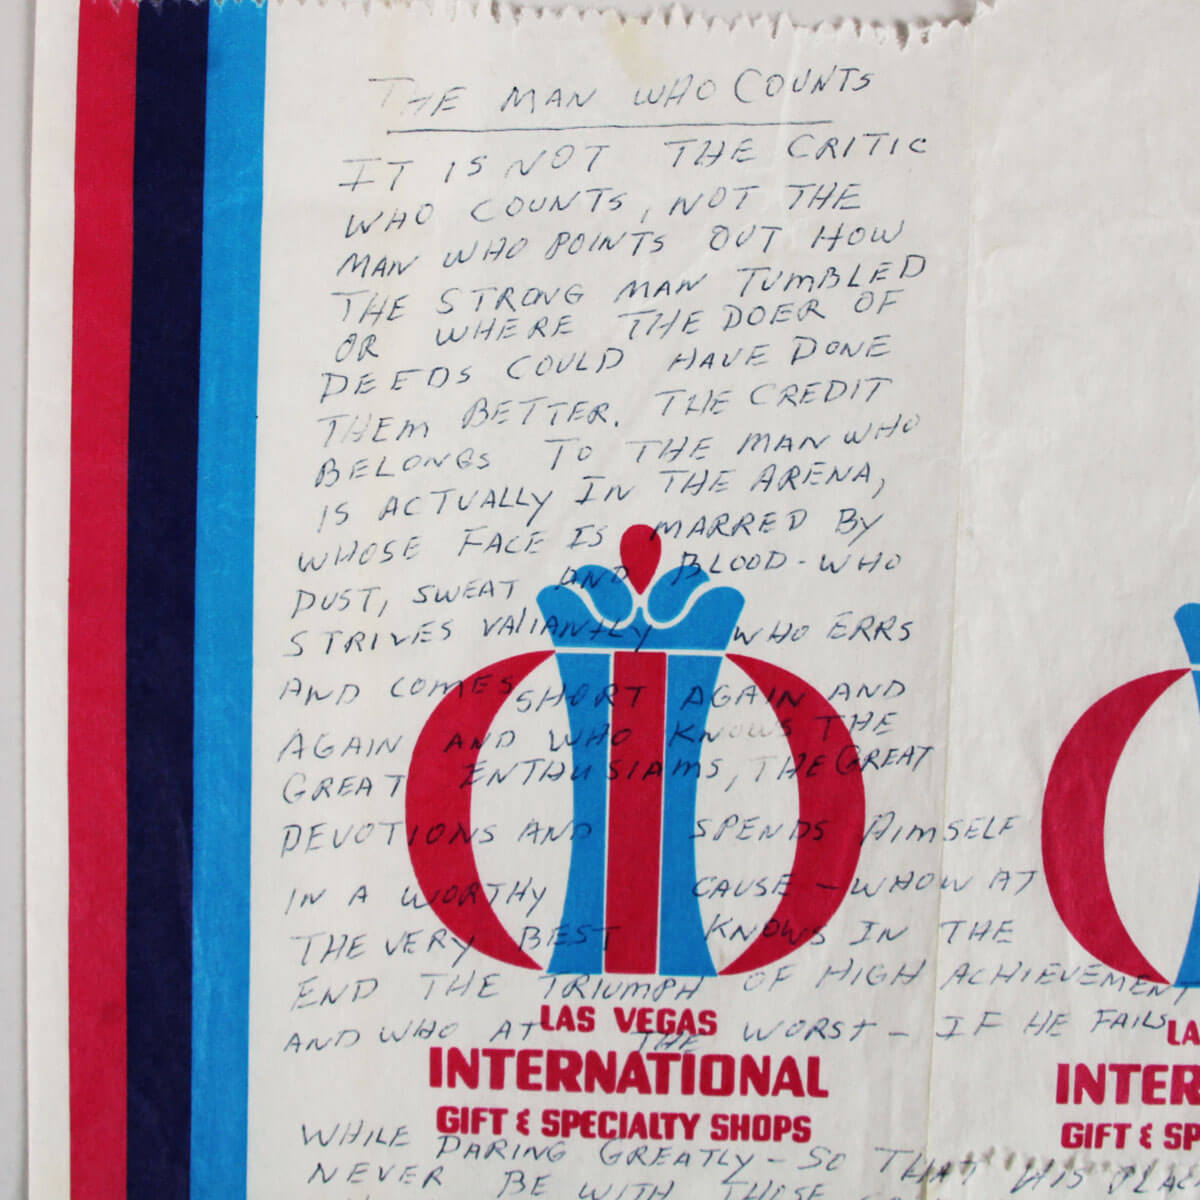 THE MAN WHO COUNTS
IT IS NOT THE CRITIC
WHO COUNTS, NOT THE
MAN WHO POINTS OUT HOW
THE STRONG MAN TUMBLED
OR WHERE THE DOER OF
DEEDS COULD HAVE DONE
THEM BETTER. THE CREDIT
BELONGS TO THE MAN WHO
IS ACTUALLY IN THE ARENA,
WHOSE FACE IS MARRED BY
DUST, SWEAT AND BLOOD - WHO
STRIVES VALIANTLY WHO ERRS
AND COMES SHORT AGAIN AND
AGAIN AND WHO KNOWS THE
GREAT ENTHUSIAMS, THE GREAT
DEVOTIONS AND SPENDS HIMSELF
IN A WORTHY CAUSE - WHOW AT
THE VERY BEST KNOWS IN THE
END THE TRIUMPH OF HIGH ACHIEVEMENT
AND WHO AT THE WORST - IF HE FAILS
LAS VEGAS
INTERNATIONAL
GIFT & SPECIALTY SHOPS
LA
INTER
GIFT & SP
WHILE DARING GREATLY - SO THAT HIS PLAC
NEVER BE WITH THOSE